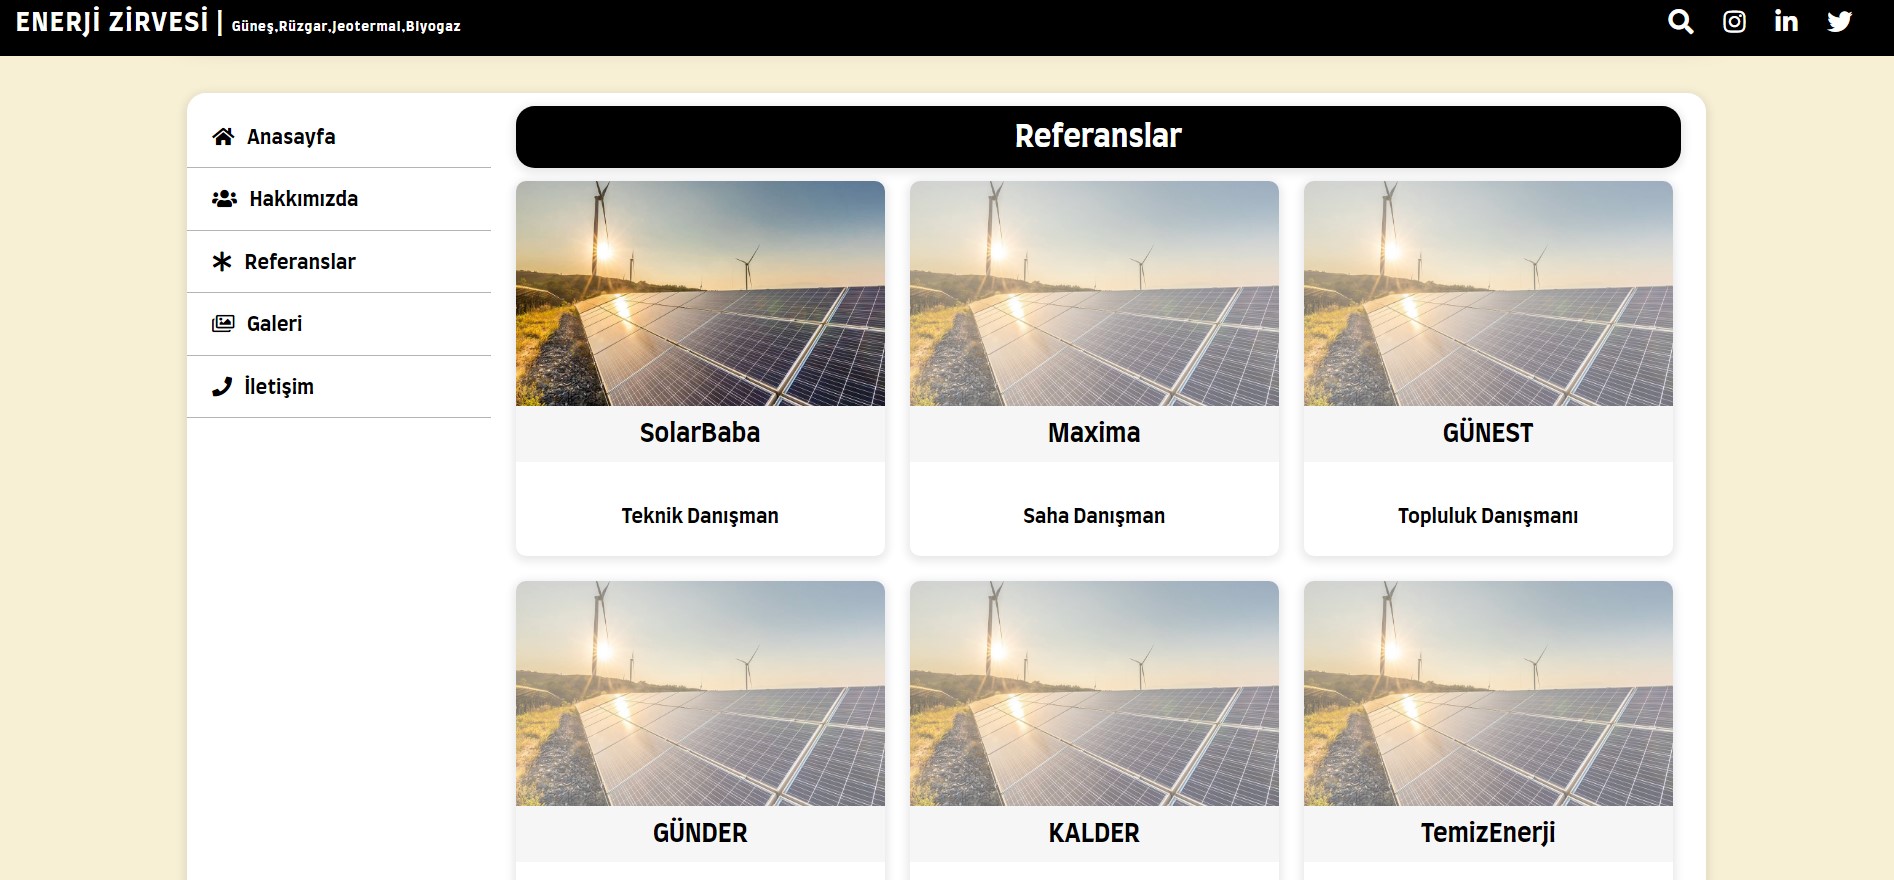 ENERJİ ZİRVESİ | Güneş,Rüzgar,Jeotermal,Biyogaz
Anasayfa
Hakkımızda
Referanslar
Galeri
İletişim
Referanslar
SolarBaba
Teknik Danışman
Maxima
Saha Danışman
GÜNEST
Topluluk Danışmanı
GÜNDER
KALDER
TemizEnerji